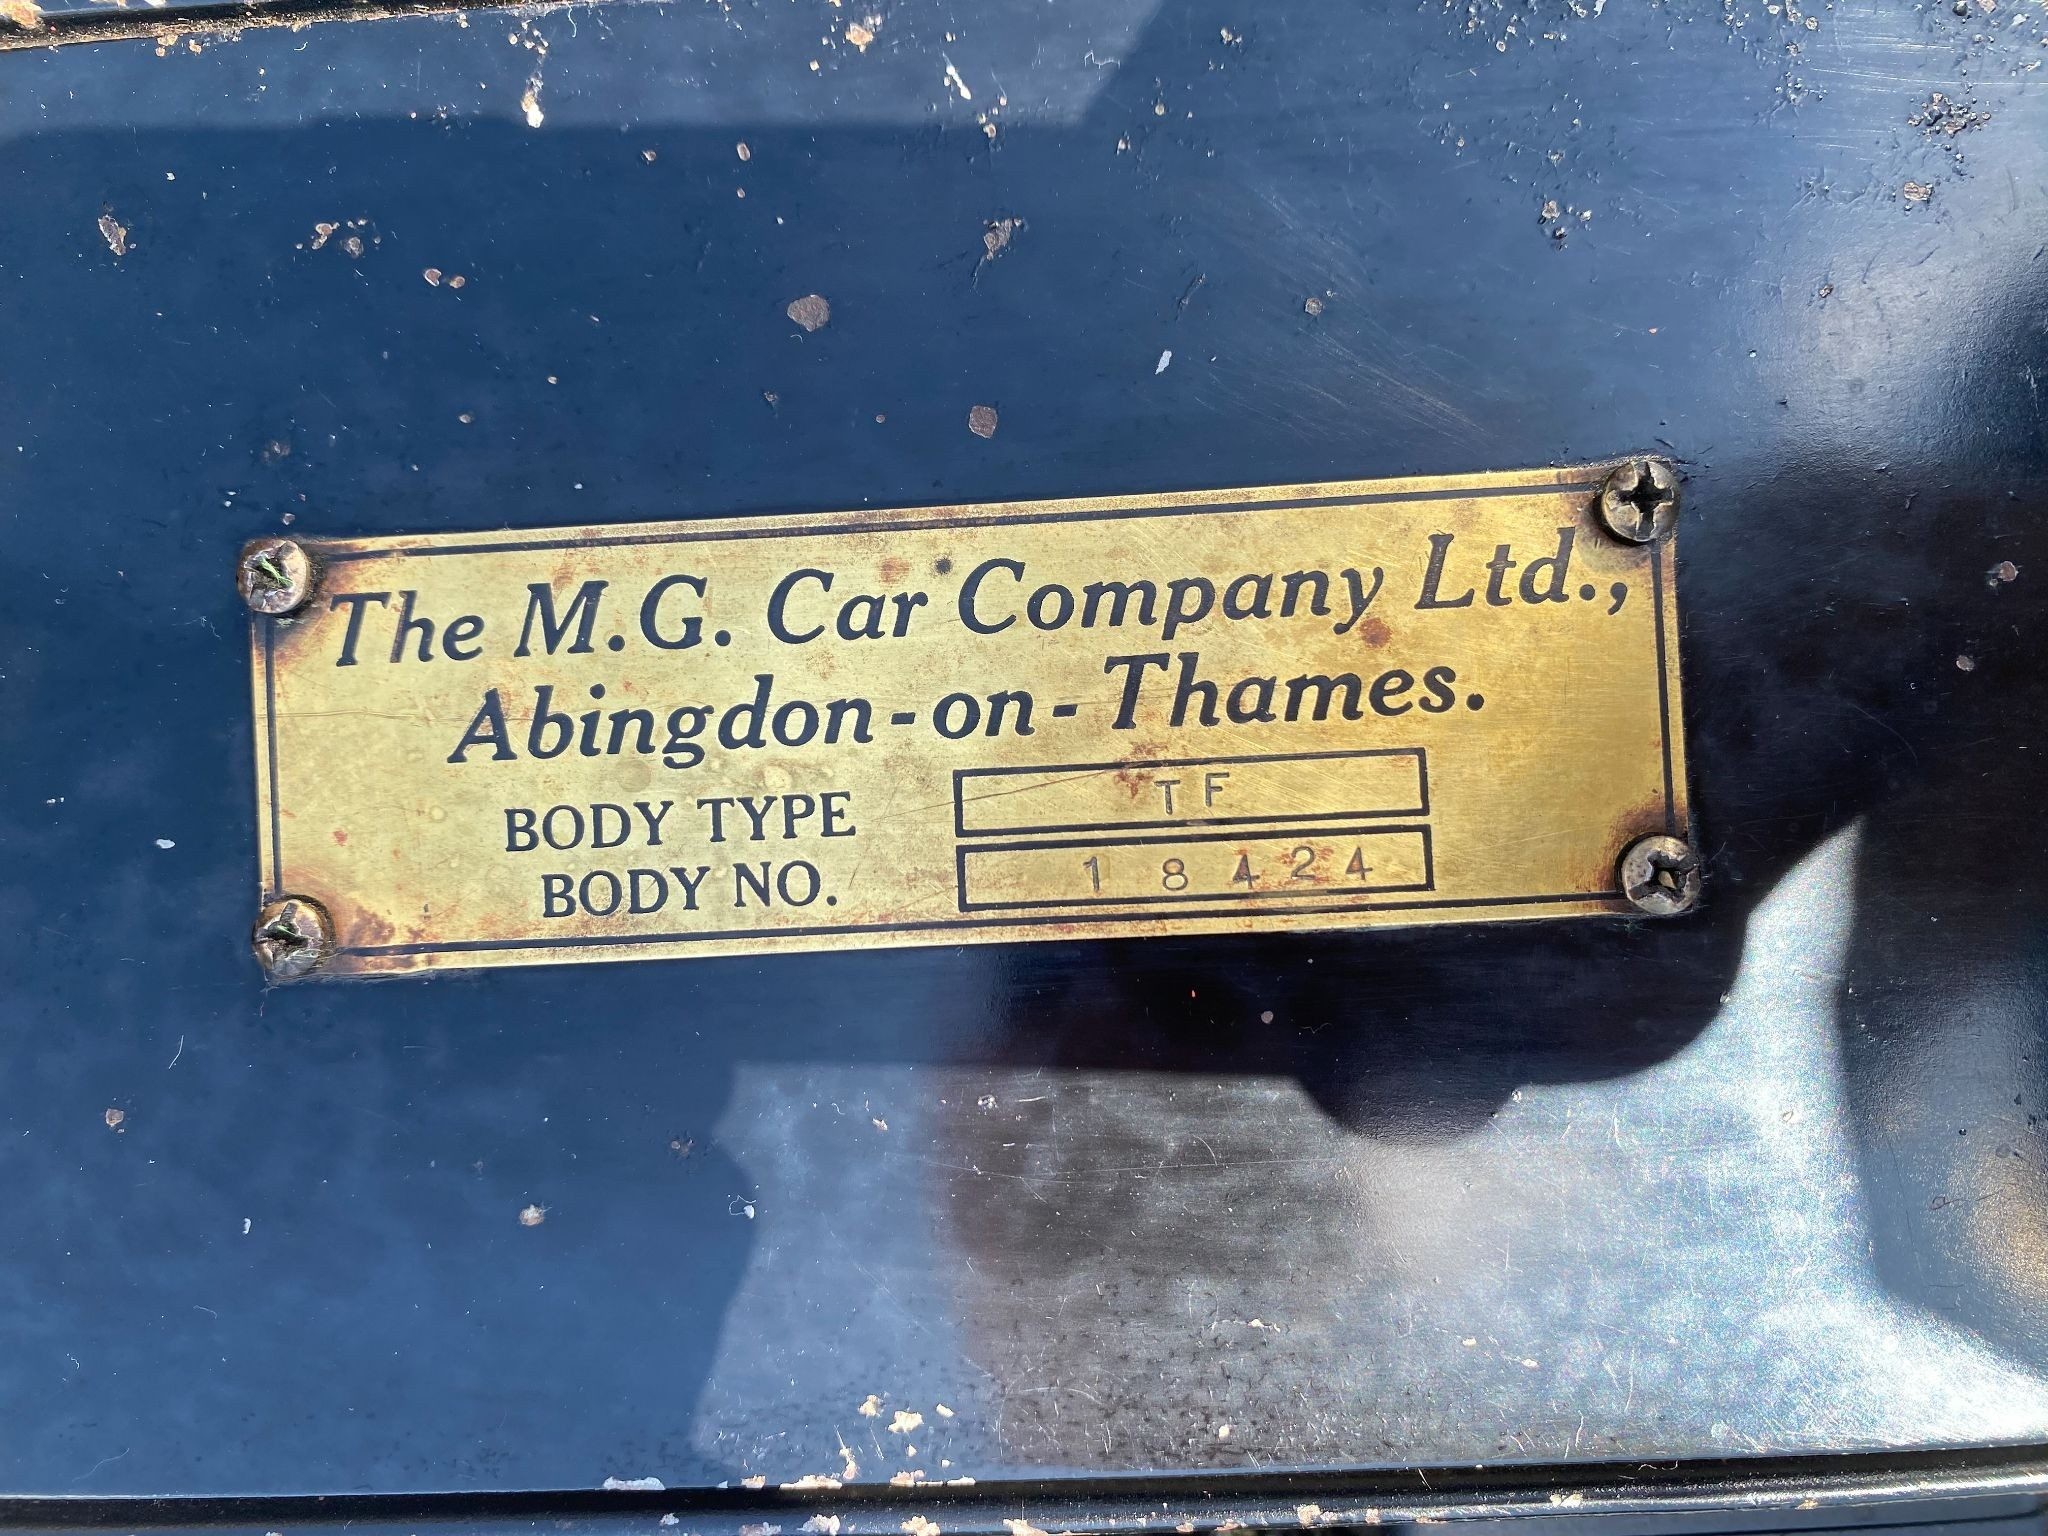 The M.G. Car Company Ltd.,
Abingdon-on-Thames.
BODY TYPE TF
BODY NO. 18424